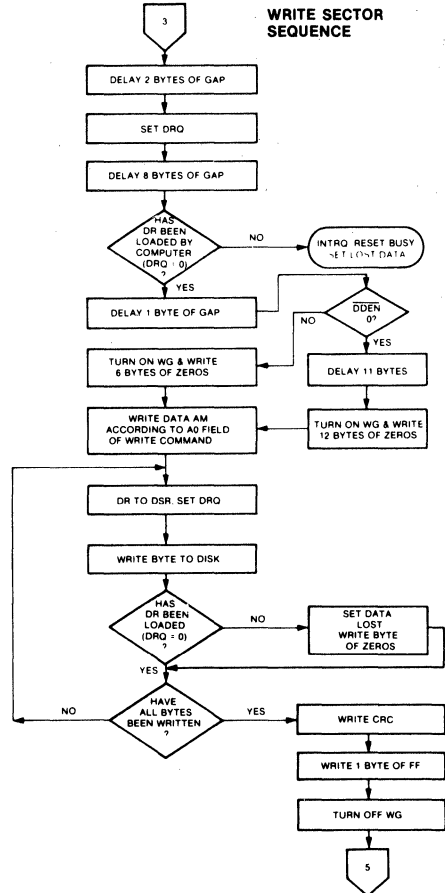 WRITE SECTOR
SEQUENCE
3
DELAY 2 BYTES OF GAP
SET DRQ
DELAY 8 BYTES OF GAP
HAS
DR BEEN
LOADED BY
COMPUTER
(DRQ = 0)
?
NO
INTRQ RESET BUSY
SET LOST DATA
YES
DELAY 1 BYTE OF GAP
DDEN
0?
NO
YES
TURN ON WG & WRITE
6 BYTES OF ZEROS
DELAY 11 BYTES
WRITE DATA AM
ACCORDING TO A0 FIELD
OF WRITE COMMAND
TURN ON WG & WRITE
12 BYTES OF ZEROS
DR TO DSR. SET DRQ
WRITE BYTE TO DISK
HAS
DR BEEN
LOADED
(DRQ = 0)
?
NO
SET DATA
LOST
WRITE BYTE
OF ZEROS
YES
HAVE
ALL BYTES
BEEN WRITTEN
?
NO
YES
WRITE CRC
WRITE 1 BYTE OF FF
TURN OFF WG
5